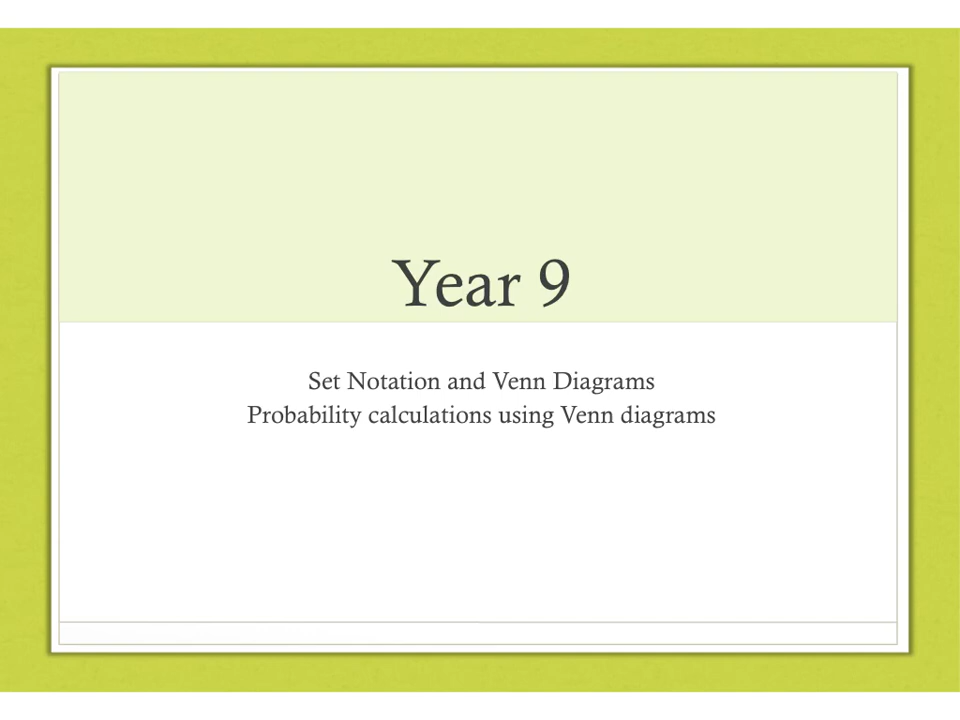 Year 9
Set Notation and Venn Diagrams
Probability calculations using Venn diagrams